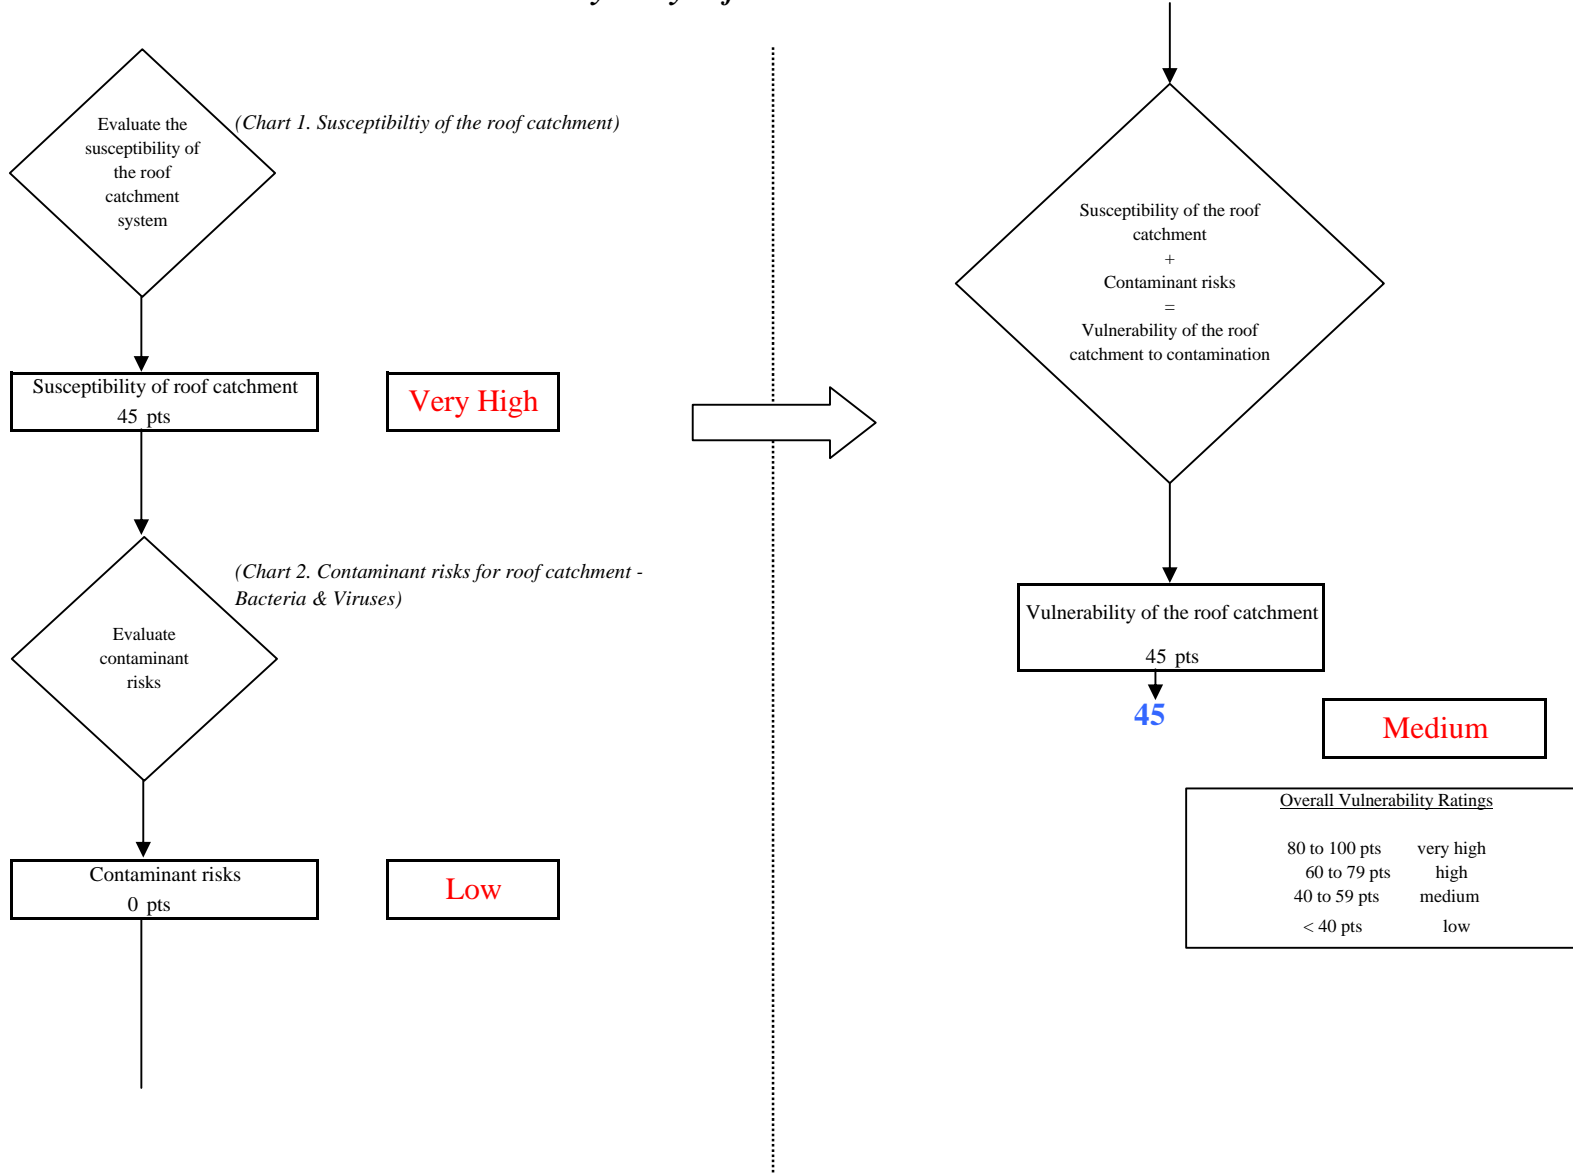 Evaluate the
susceptibility of
the roof
catchment
system
(Chart 1. Susceptibiltiy of the roof catchment)
Susceptibility of roof catchment
45 pts
Very High
(Chart 2. Contaminant risks for roof catchment -
Bacteria & Viruses)
Evaluate
contaminant
risks
Contaminant risks
0 pts
Low
Susceptibility of the roof
catchment
+
Contaminant risks
=
Vulnerability of the roof
catchment to contamination
Vulnerability of the roof catchment
45 pts
45
Medium
Overall Vulnerability Ratings
80 to 100 pts very high
60 to 79 pts high
40 to 59 pts medium
< 40 pts low